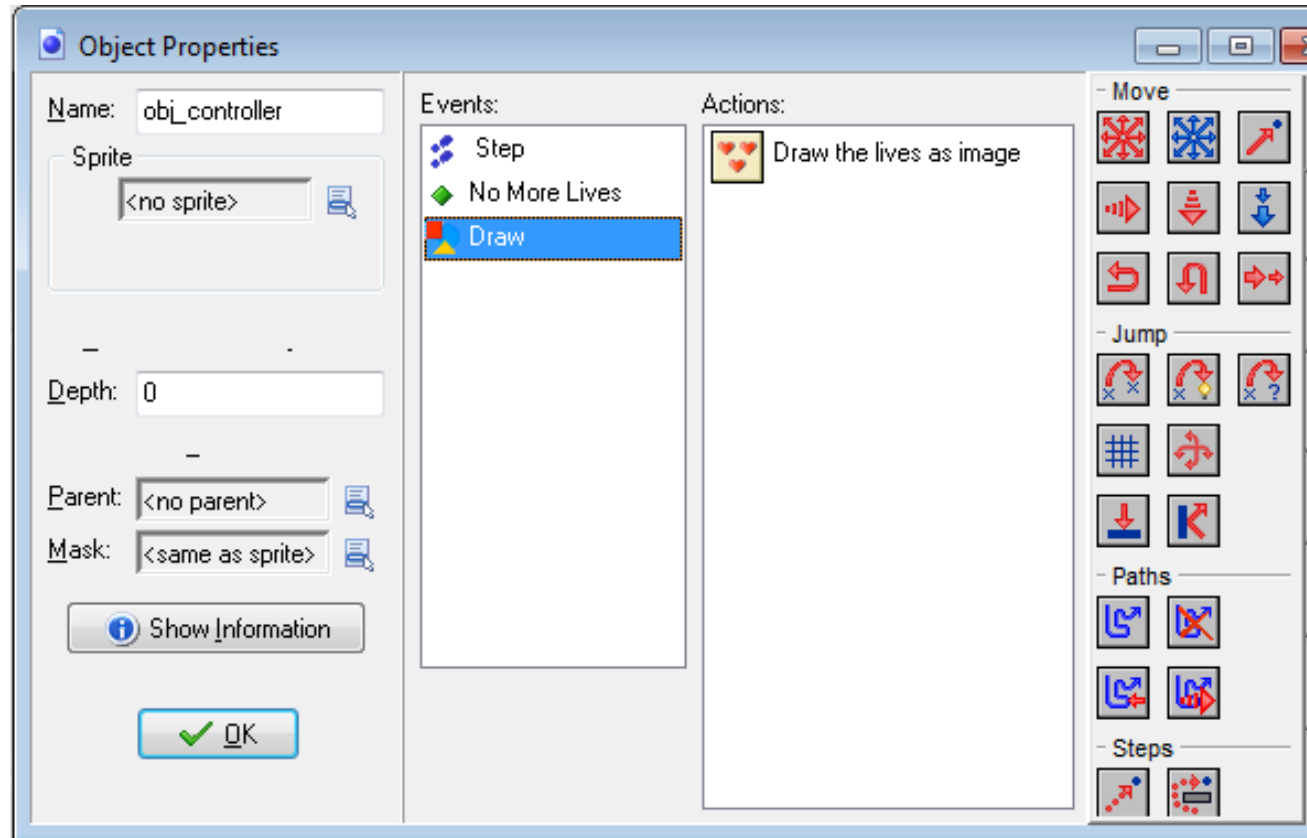 Object Properties
Name: obj_controller
Sprite
<no sprite>
Depth: 0
Parent: <no parent>
Mask: <same as sprite>
Show Information
OK
Events:
Step
No More Lives
Draw
Actions:
Draw the lives as image
Move
Jump
Paths
Steps